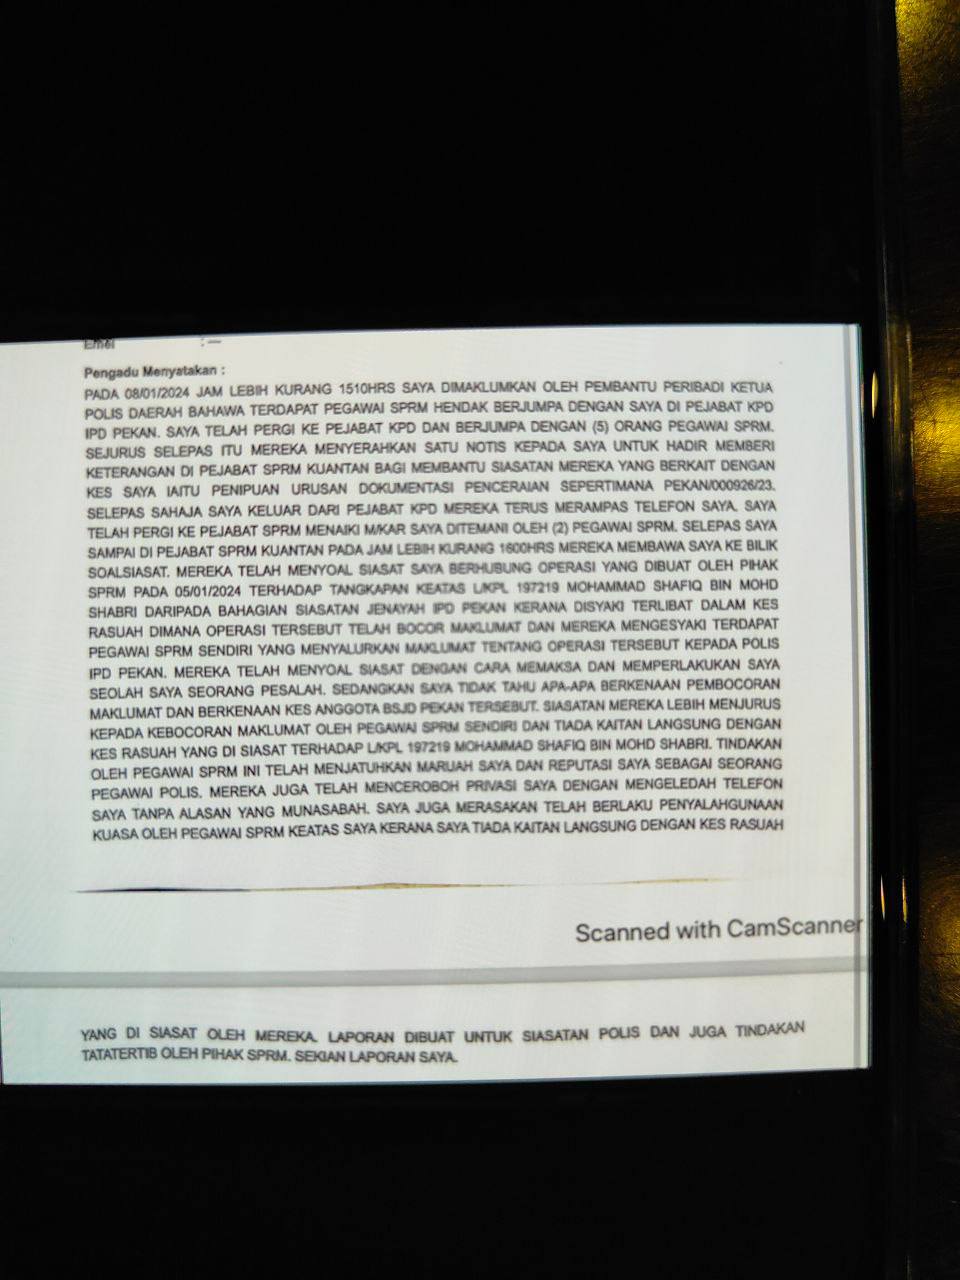 Emel : —
Pengadu Menyatakan :
PADA 08/01/2024 JAM LEBIH KURANG 1510HRS SAYA DIMAKLUMKAN OLEH PEMBANTU PERIBADI KETUA
POLIS DAERAH BAHAWA TERDAPAT PEGAWAI SPRM HENDAK BERJUMPA DENGAN SAYA DI PEJABAT KPD
IPD PEKAN. SAYA TELAH PERGI KE PEJABAT KPD DAN BERJUMPA DENGAN (5) ORANG PEGAWAI SPRM.
SEJURUS SELEPAS ITU MEREKA MENYERAHKAN SATU NOTIS KEPADA SAYA UNTUK HADIR MEMBERI
KETERANGAN DI PEJABAT SPRM KUANTAN BAGI MEMBANTU SIASATAN MEREKA YANG BERKAIT DENGAN
KES SAYA IAITU PENIPUAN URUSAN DOKUMENTASI PENCERAIAN SEPERTIMANA PEKAN/000926/23.
SELEPAS SAHAJA SAYA KELUAR DARI PEJABAT KPD MEREKA TERUS MERAMPAS TELEFON SAYA. SAYA
TELAH PERGI KE PEJABAT SPRM MENAIKI M/KAR SAYA DITEMANI OLEH (2) PEGAWAI SPRM. SELEPAS SAYA
SAMPAI DI PEJABAT SPRM KUANTAN PADA JAM LEBIH KURANG 1600HRS MEREKA MEMBAWA SAYA KE BILIK
SOALSIASAT. MEREKA TELAH MENYOAL SIASAT SAYA BERHUBUNG OPERASI YANG DIBUAT OLEH PIHAK
SPRM PADA 05/01/2024 TERHADAP TANGKAPAN KEATAS L/KPL 197219 MOHAMMAD SHAFIQ BIN MOHD
SHABRI DARIPADA BAHAGIAN SIASATAN JENAYAH IPD PEKAN KERANA DISYAKI TERLIBAT DALAM KES
RASUAH DIMANA OPERASI TERSEBUT TELAH BOCOR MAKLUMAT DAN MEREKA MENGESYAKI TERDAPAT
PEGAWAI SPRM SENDIRI YANG MENYALURKAN MAKLUMAT TENTANG OPERASI TERSEBUT KEPADA POLIS
IPD PEKAN. MEREKA TELAH MENYOAL SIASAT DENGAN CARA MEMAKSA DAN MEMPERLAKUKAN SAYA
SEOLAH SAYA SEORANG PESALAH. SEDANGKAN SAYA TIDAK TAHU APA-APA BERKENAAN PEMBOCORAN
MAKLUMAT DAN BERKENAAN KES ANGGOTA BSJD PEKAN TERSEBUT. SIASATAN MEREKA LEBIH MENJURUS
KEPADA KEBOCORAN MAKLUMAT OLEH PEGAWAI SPRM SENDIRI DAN TIADA KAITAN LANGSUNG DENGAN
KES RASUAH YANG DI SIASAT TERHADAP L/KPL 197219 MOHAMMAD SHAFIQ BIN MOHD SHABRI. TINDAKAN
OLEH PEGAWAI SPRM INI TELAH MENJATUHKAN MARUAH SAYA DAN REPUTASI SAYA SEBAGAI SEORANG
PEGAWAI POLIS. MEREKA JUGA TELAH MENCEROBOH PRIVASI SAYA DENGAN MENGELEDAH TELEFON
SAYA TANPA ALASAN YANG MUNASABAH. SAYA JUGA MERASAKAN TELAH BERLAKU PENYALAHGUNAAN
KUASA OLEH PEGAWAI SPRM KEATAS SAYA KERANA SAYA TIADA KAITAN LANGSUNG DENGAN KES RASUAH
Scanned with CamScanner
YANG DI SIASAT OLEH MEREKA. LAPORAN DIBUAT UNTUK SIASATAN POLIS DAN JUGA TINDAKAN
TATATERTIB OLEH PIHAK SPRM. SEKIAN LAPORAN SAYA.